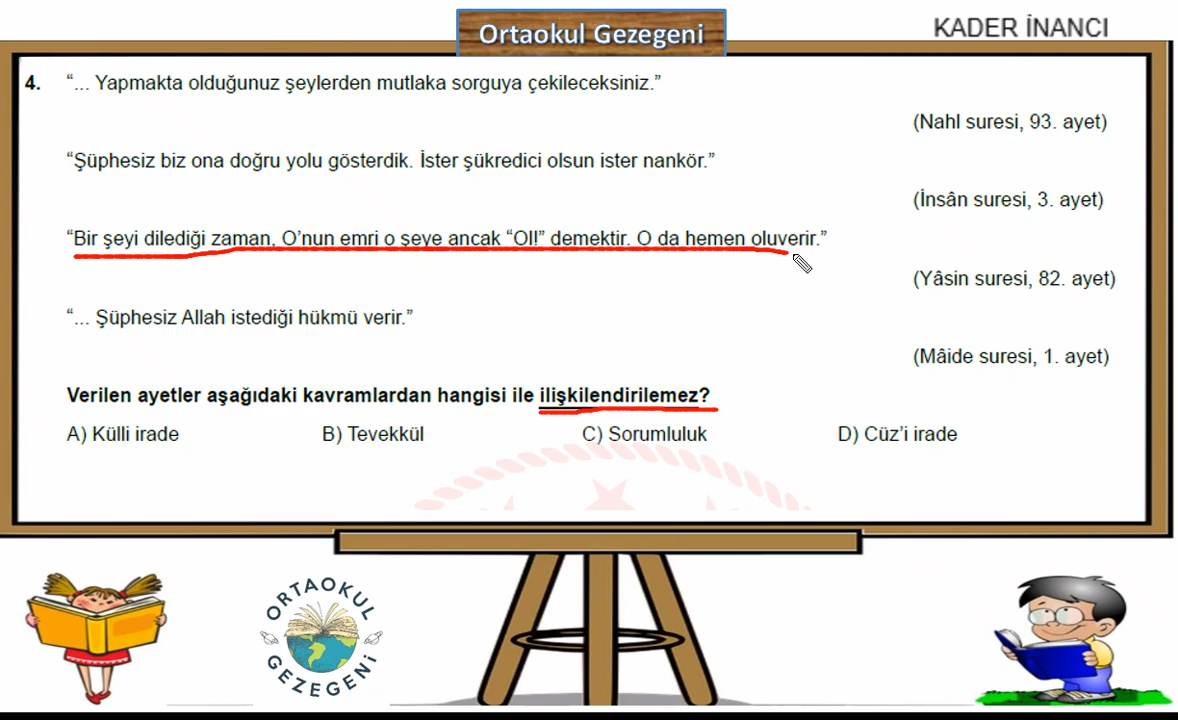 Ortaokul Gezegeni
KADER İNANCI
4. “... Yapmakta olduğunuz şeylerden mutlaka sorguya çekileceksiniz.”
(Nahl suresi, 93. ayet)
“Şüphesiz biz ona doğru yolu gösterdik. İster şükredici olsun ister nankör.”
(İnsân suresi, 3. ayet)
“Bir şeyi dilediği zaman, O’nun emri o şeye ancak “Ol!” demektir. O da hemen oluverir.”
(Yâsin suresi, 82. ayet)
“... Şüphesiz Allah istediği hükmü verir.”
(Mâide suresi, 1. ayet)
Verilen ayetler aşağıdaki kavramlardan hangisi ile ilişkilendirilemez?
A) Külli irade B) Tevekkül C) Sorumluluk D) Cüz’i irade
ORTAOKUL
GEZEGENİ